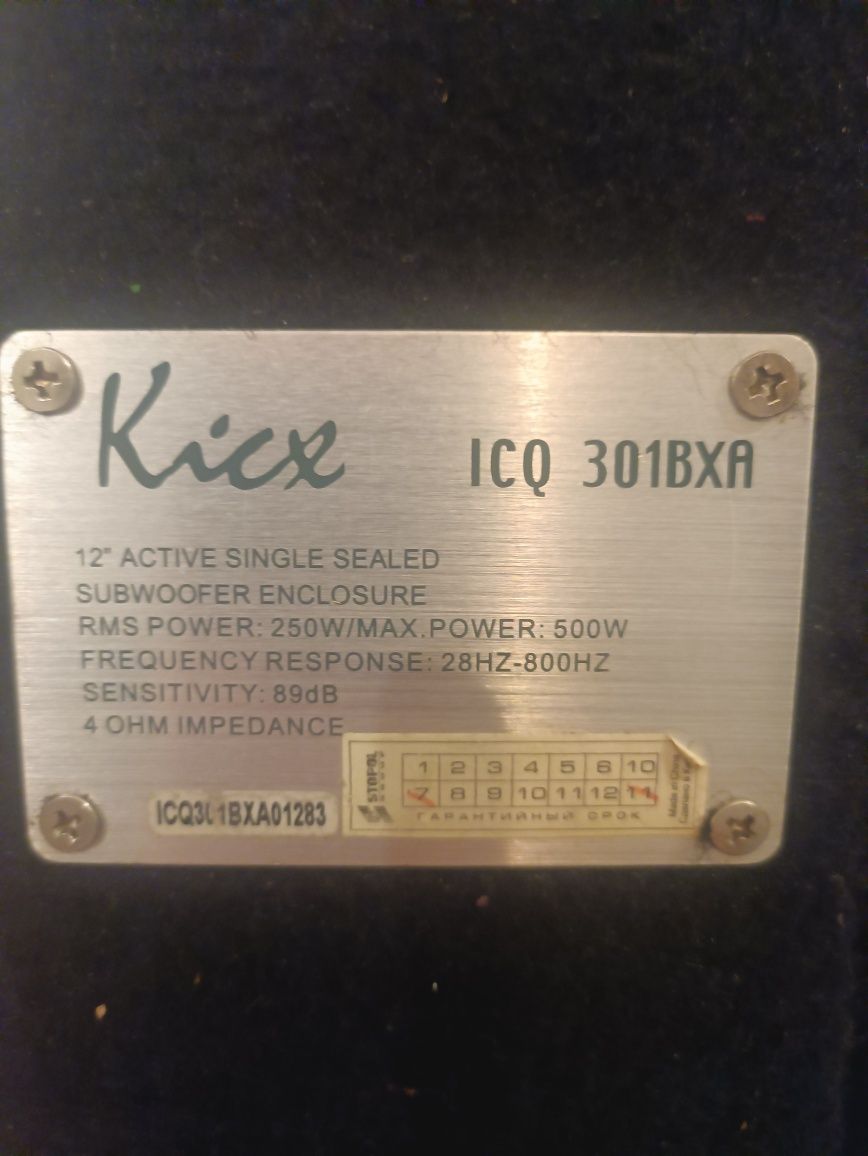 Kicx
ICQ 301BXA
12" ACTIVE SINGLE SEALED
SUBWOOFER ENCLOSURE
RMS POWER: 250W/MAX.POWER: 500W
FREQUENCY RESPONSE: 28HZ-800HZ
SENSITIVITY: 89dB
4 OHM IMPEDANCE
ICQ301BXA01283
STOPOL
1 2 3 4 5 6 10
7 8 9 10 11 12 11
ГАРАНТИЙНЫЙ СРОК
Made in China